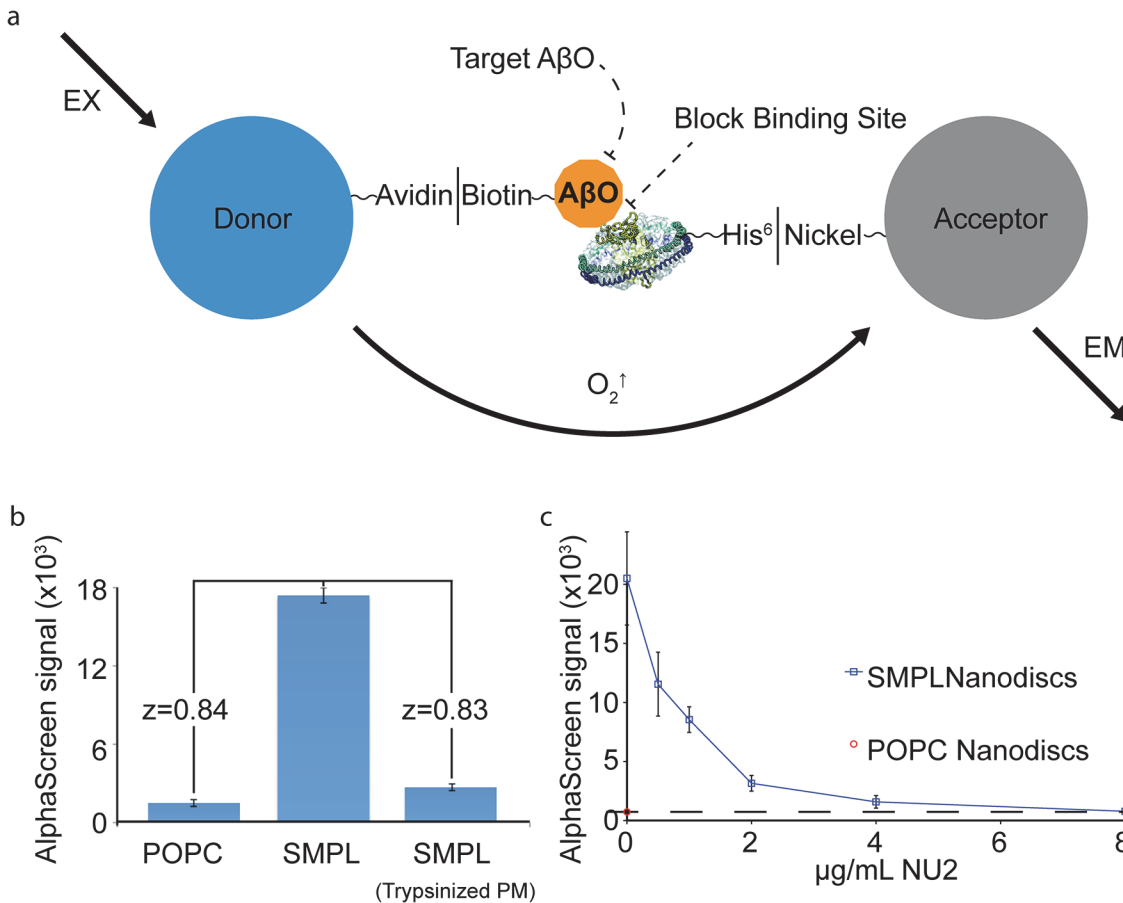 a
EX
Target AβO
Block Binding Site
Donor
Avidin|Biotin
AβO
His⁶|Nickel
Acceptor
O₂↑
EM
b
AlphaScreen signal (x10³)
18
12
6
0
z=0.84
z=0.83
POPC
SMPL
SMPL
(Trypsinized PM)
c
AlphaScreen signal (x10³)
20
15
10
5
0
SMPLNanodiscs
POPC Nanodiscs
0
2
4
6
8
µg/mL NU2